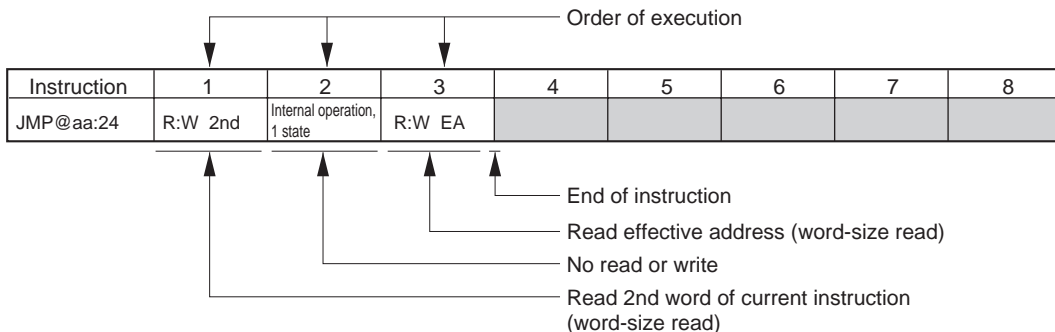 Order of execution
Instruction 1 2 3 4 5 6 7 8
JMP@aa:24 R:W 2nd Internal operation, 1 state R:W EA
End of instruction
Read effective address (word-size read)
No read or write
Read 2nd word of current instruction
(word-size read)